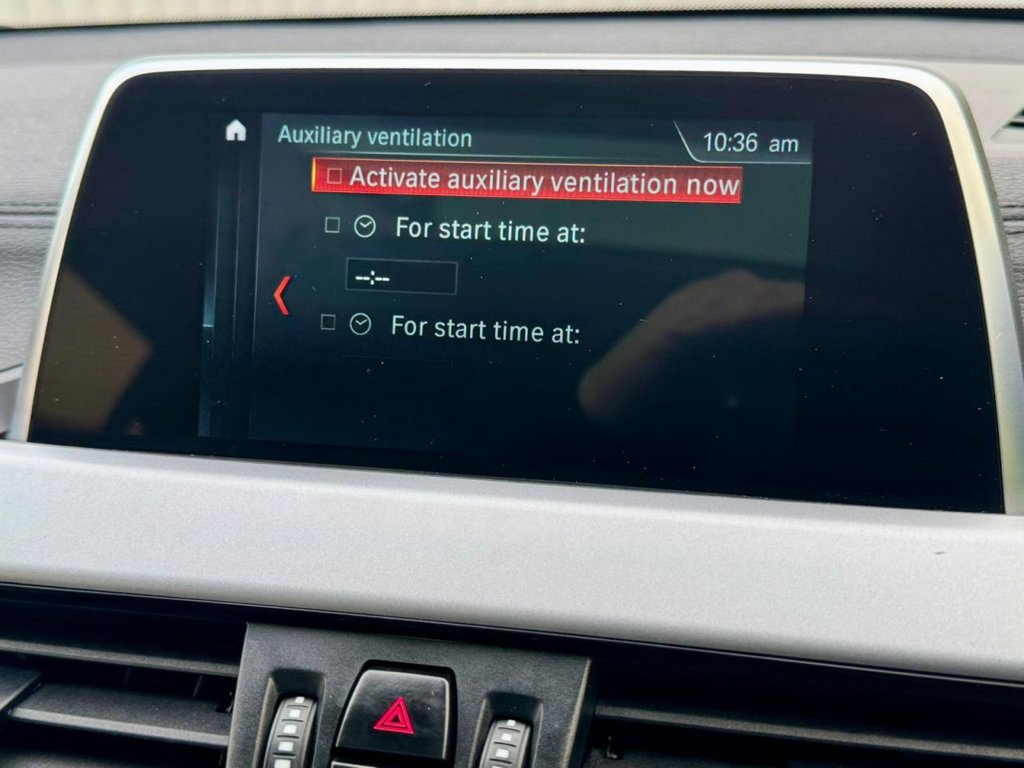 Auxiliary ventilation
10:36 am
Activate auxiliary ventilation now
For start time at:
--:--
For start time at: